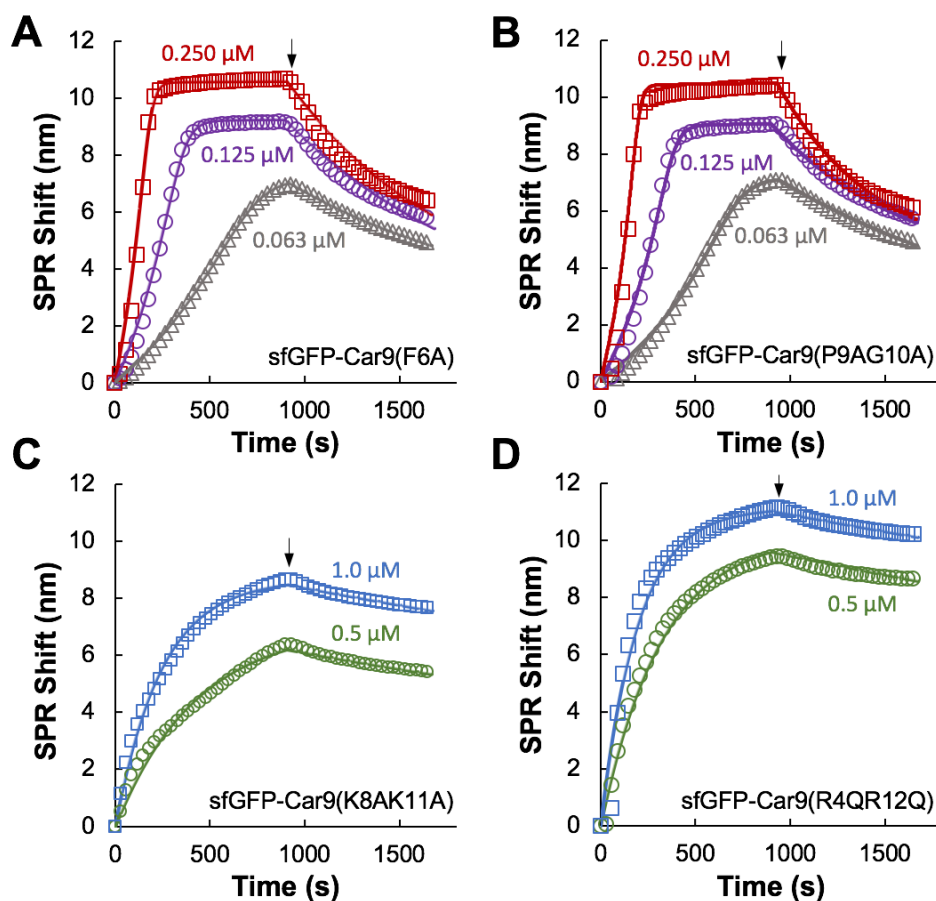 A
12
10
8
6
4
2
0
SPR Shift (nm)
0.250 µM
0.125 µM
0.063 µM
sfGFP-Car9(F6A)
0 500 1000 1500
Time (s)
B
12
10
8
6
4
2
0
SPR Shift (nm)
0.250 µM
0.125 µM
0.063 µM
sfGFP-Car9(P9AG10A)
0 500 1000 1500
Time (s)
C
12
10
8
6
4
2
0
SPR Shift (nm)
1.0 µM
0.5 µM
sfGFP-Car9(K8AK11A)
0 500 1000 1500
Time (s)
D
12
10
8
6
4
2
0
SPR Shift (nm)
1.0 µM
0.5 µM
sfGFP-Car9(R4QR12Q)
0 500 1000 1500
Time (s)